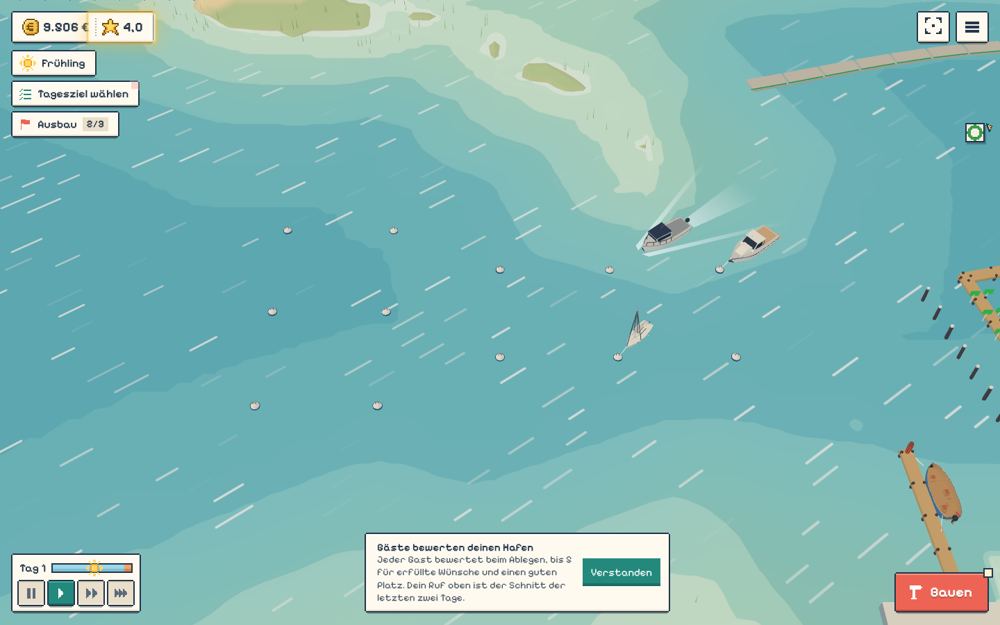 9.806 €
4,0
Frühling
Tagesziel wählen
Ausbau 2/3
Gäste bewerten deinen Hafen
Jeder Gast bewertet beim Ablegen, bis 5
für erfüllte Wünsche und einen guten
Platz. Dein Ruf oben ist der Schnitt der
letzten zwei Tage.
Verstanden
Tag 1
Bauen